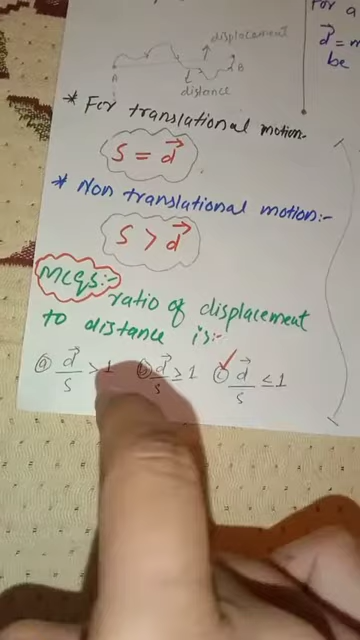 For a
d⃗ = m
be
displacement
A
B
distance
* For translational motion:-
S = d⃗
* Non translational motion:-
S > d⃗
MCQS:- ratio of displacement
to distance is:-
ⓐ d⃗/s > 1 ⓑ d⃗/s ≥ 1 ⓒ d⃗/s ≤ 1